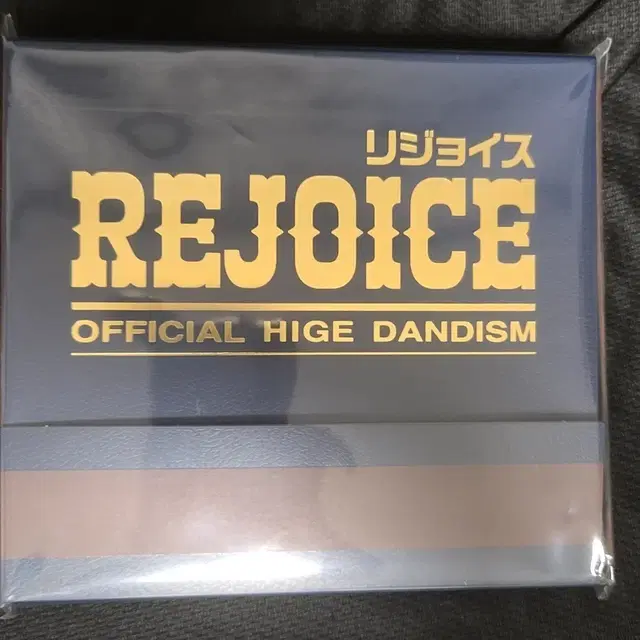 リジョイス
REJOICE
OFFICIAL HIGE DANDISM